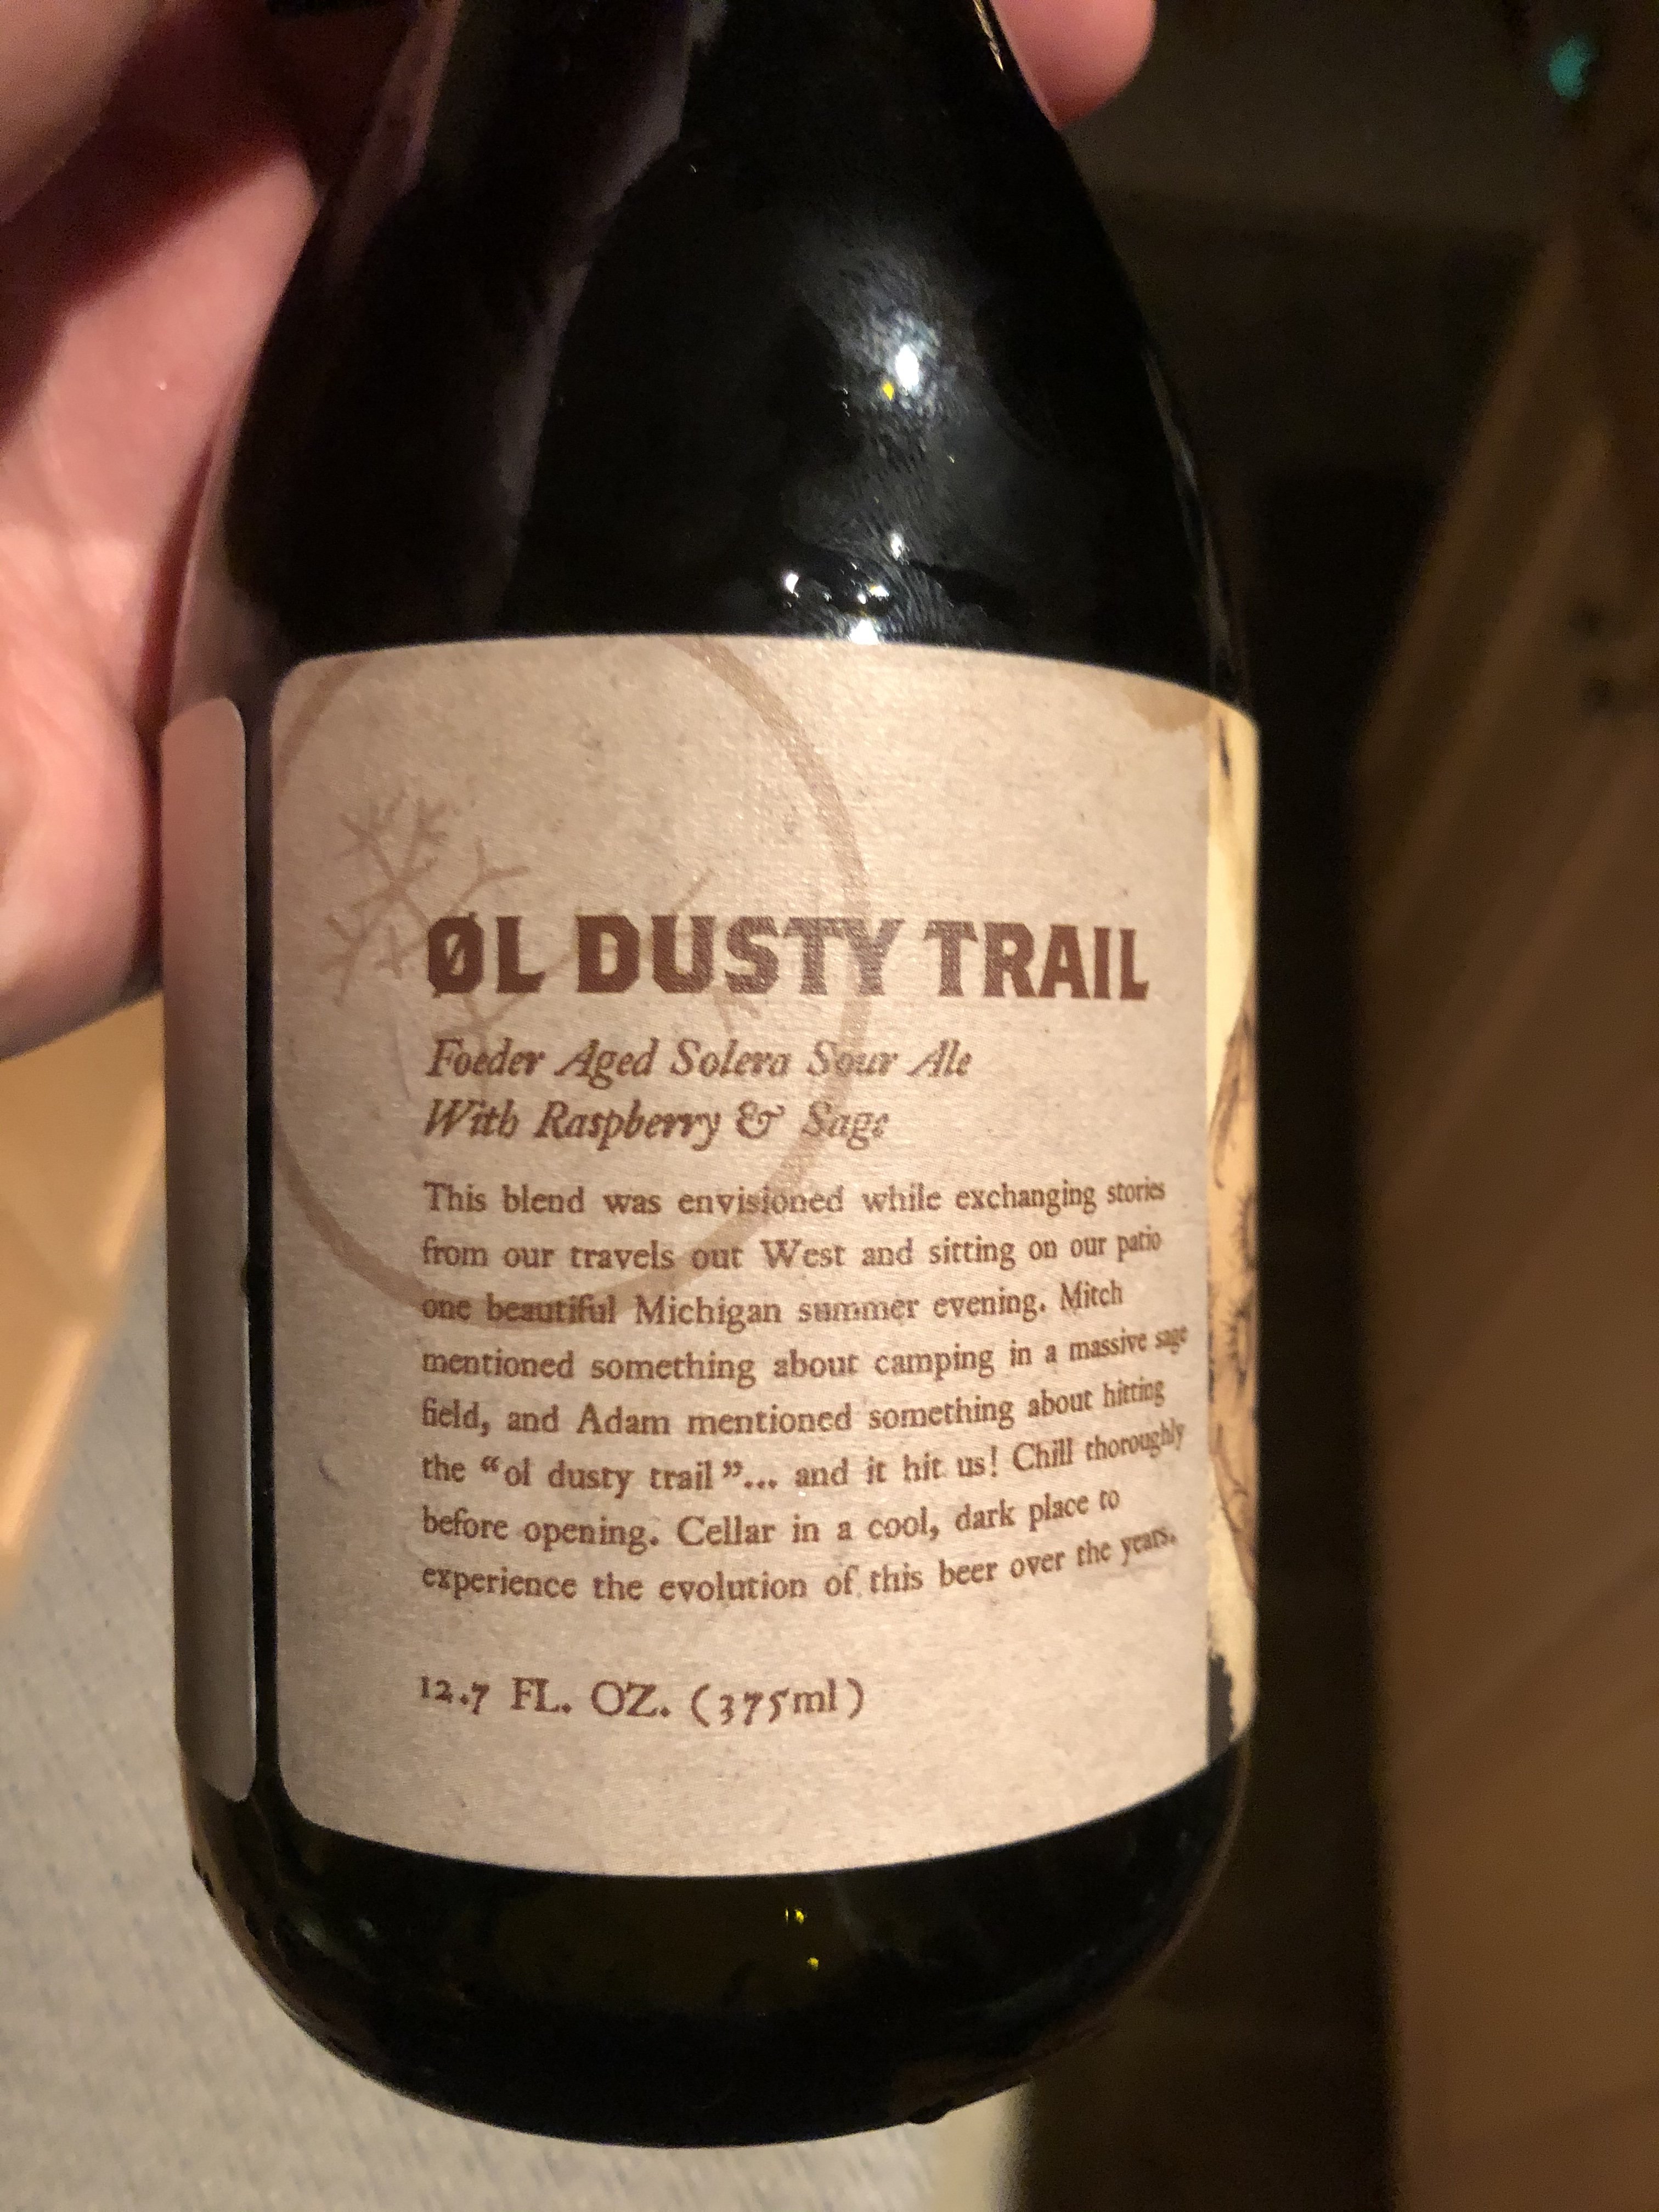 ØL DUSTY TRAIL
Foeder Aged Solera Sour Ale
With Raspberry & Sage
This blend was envisioned while exchanging stories
from our travels out West and sitting on our patio
one beautiful Michigan summer evening. Mitch
mentioned something about camping in a massive sage
field, and Adam mentioned something about hitting
the “ol dusty trail”... and it hit us! Chill thoroughly
before opening. Cellar in a cool, dark place to
experience the evolution of this beer over the years.
12.7 FL. OZ. (375ml)